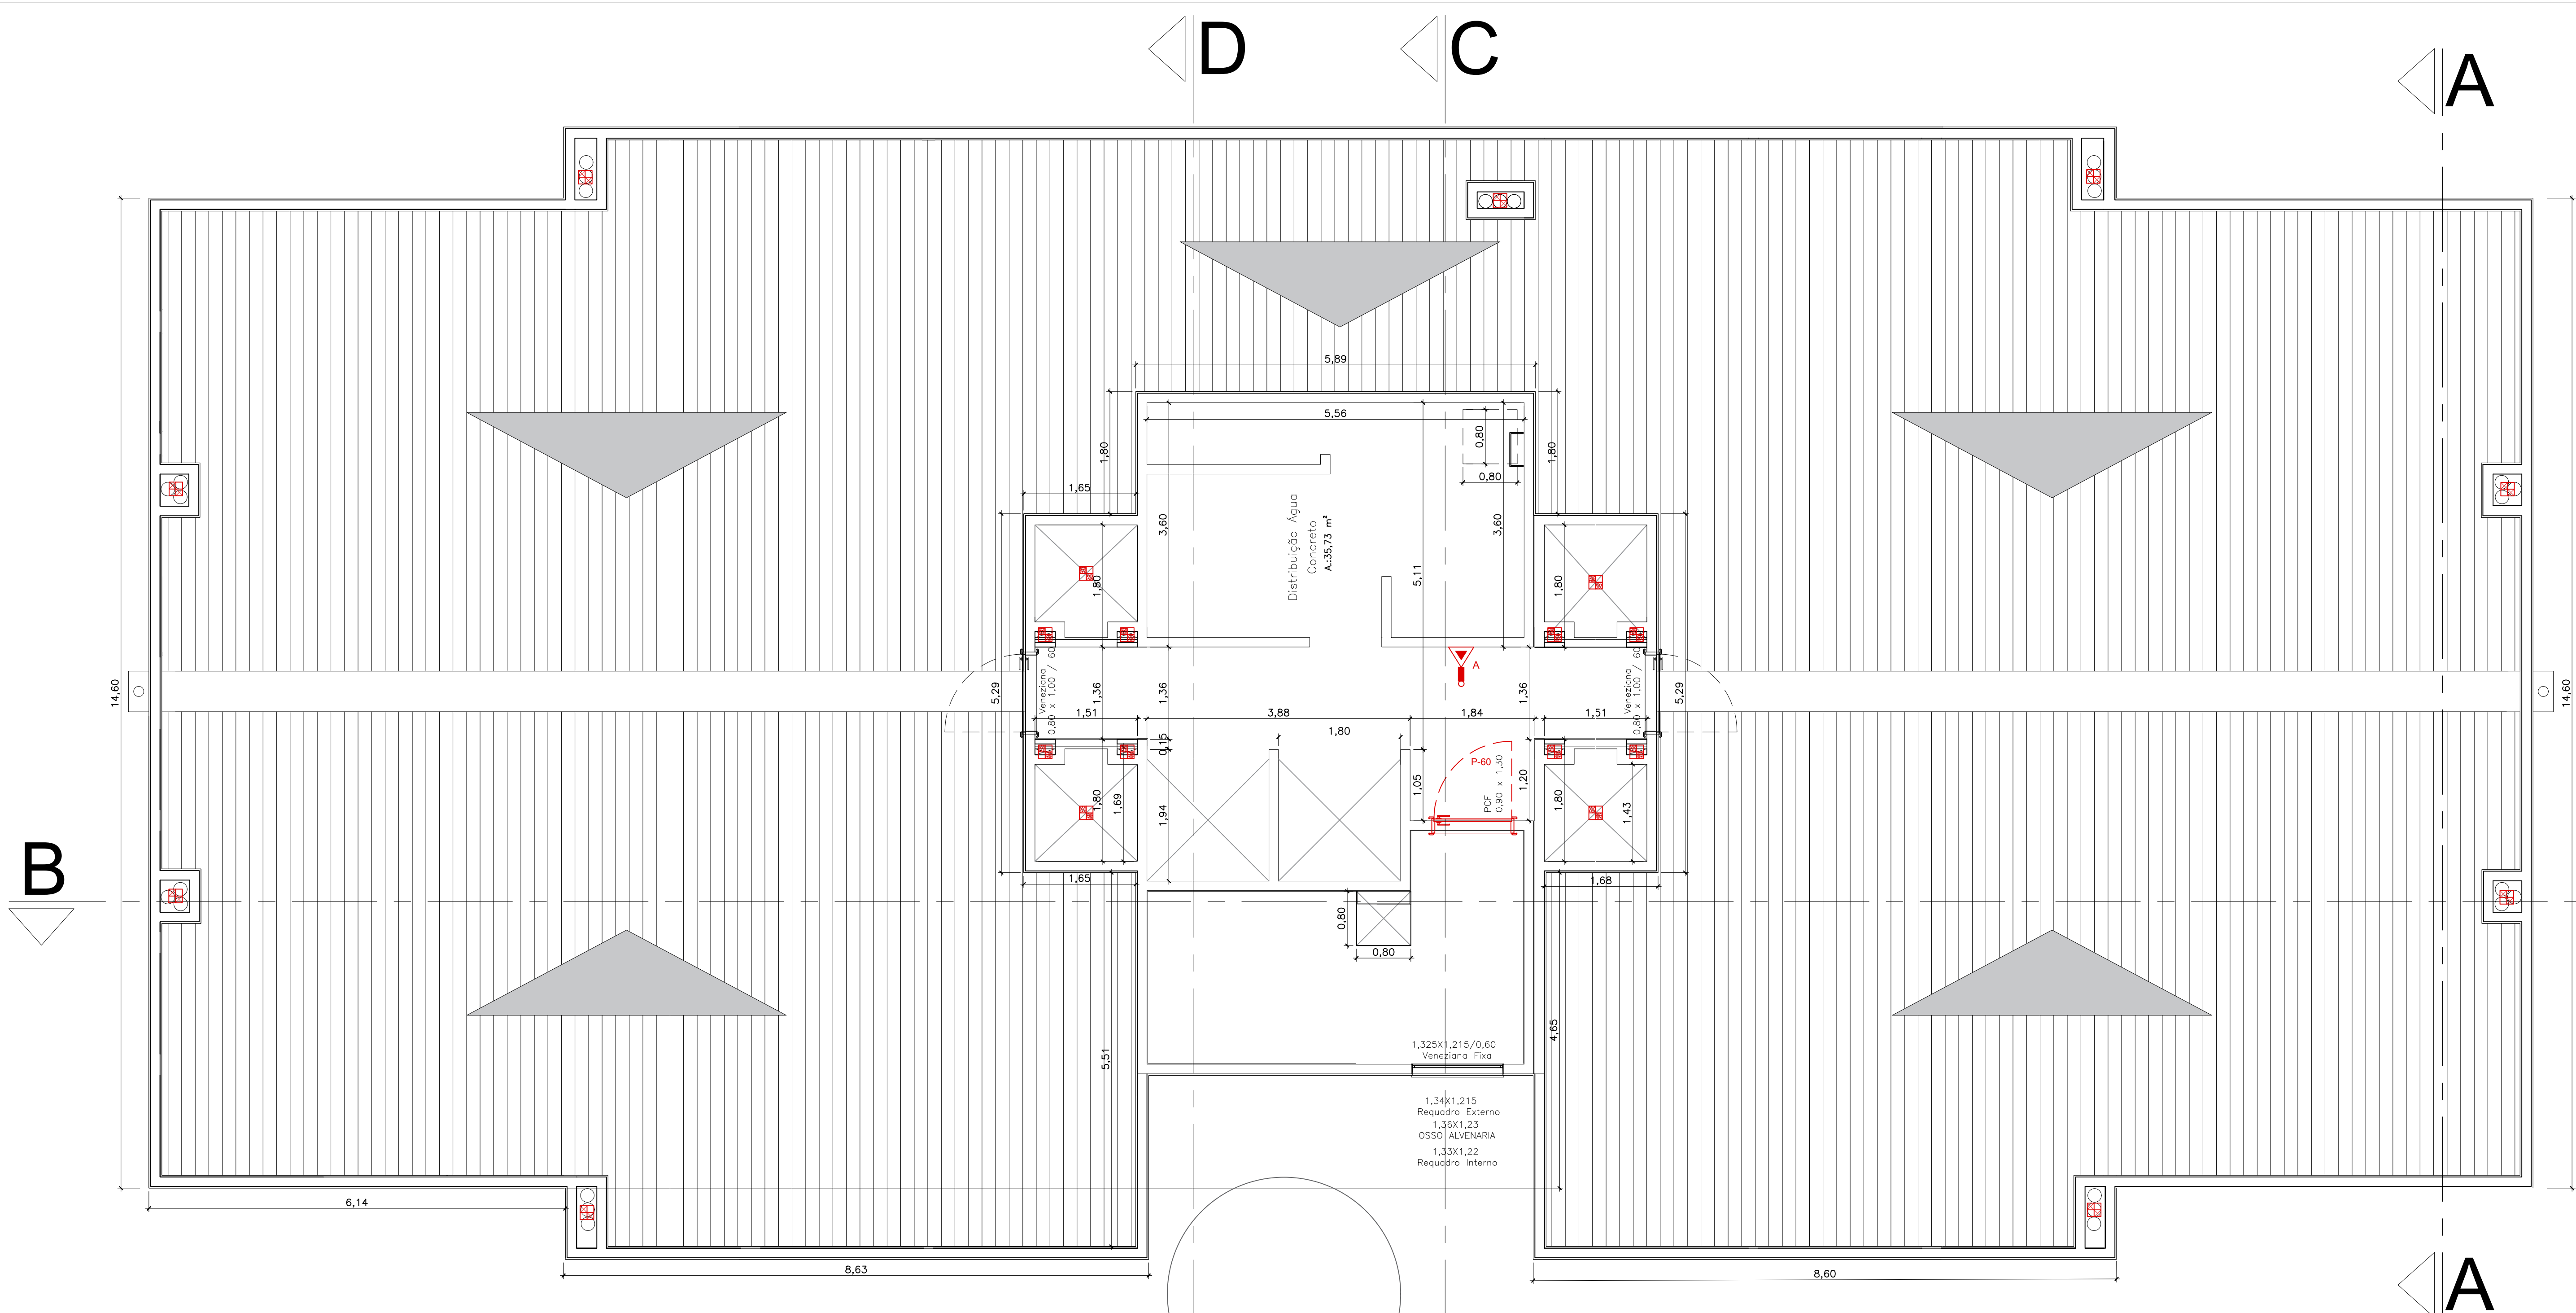 D
C
A
5,89
5,56
0,80
0,80
1,80
1,80
1,65
3,60
3,60
Distribuição Água
Concreto
A.:35,73 m²
5,11
1,80
1,80
14,60
14,60
5,29
5,29
Veneziana
0,80 x 1,00 / 60
Veneziana
0,80 x 1,00 / 60
A
1,36
1,36
1,36
1,51
3,88
1,84
1,51
0,15
1,80
P-60
PCF
0,90 x 1,30
1,05
1,20
1,80
1,69
1,94
1,80
1,43
B
1,65
1,68
0,80
0,80
5,51
4,65
1,325X1,215/0,60
Veneziana Fixa
1,34X1,215
Requadro Externo
1,36X1,23
OSSO ALVENARIA
1,33X1,22
Requadro Interno
6,14
8,63
8,60
A